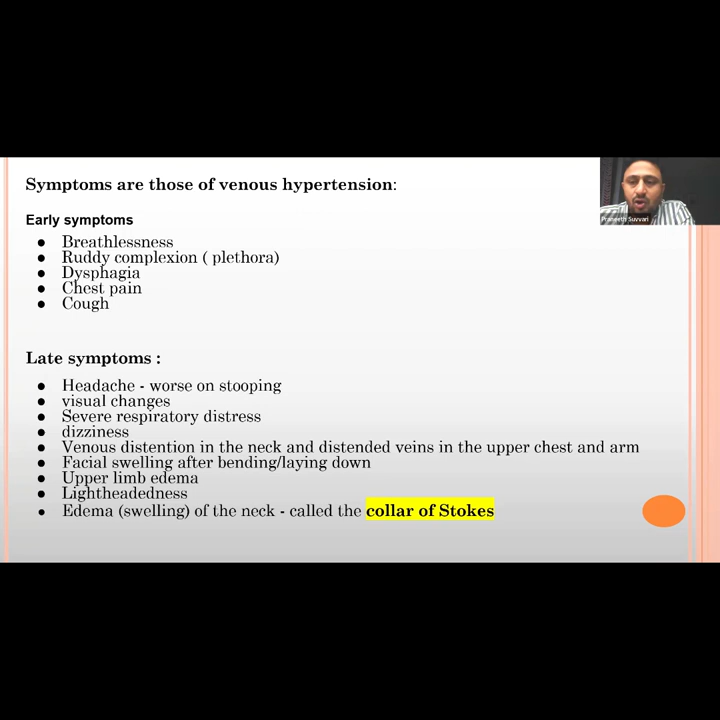 Symptoms are those of venous hypertension:
Praneeth Suvvari
Early symptoms
● Breathlessness
● Ruddy complexion ( plethora)
● Dysphagia
● Chest pain
● Cough
Late symptoms :
● Headache - worse on stooping
● visual changes
● Severe respiratory distress
● dizziness
● Venous distention in the neck and distended veins in the upper chest and arm
● Facial swelling after bending/laying down
● Upper limb edema
● Lightheadedness
● Edema (swelling) of the neck - called the collar of Stokes